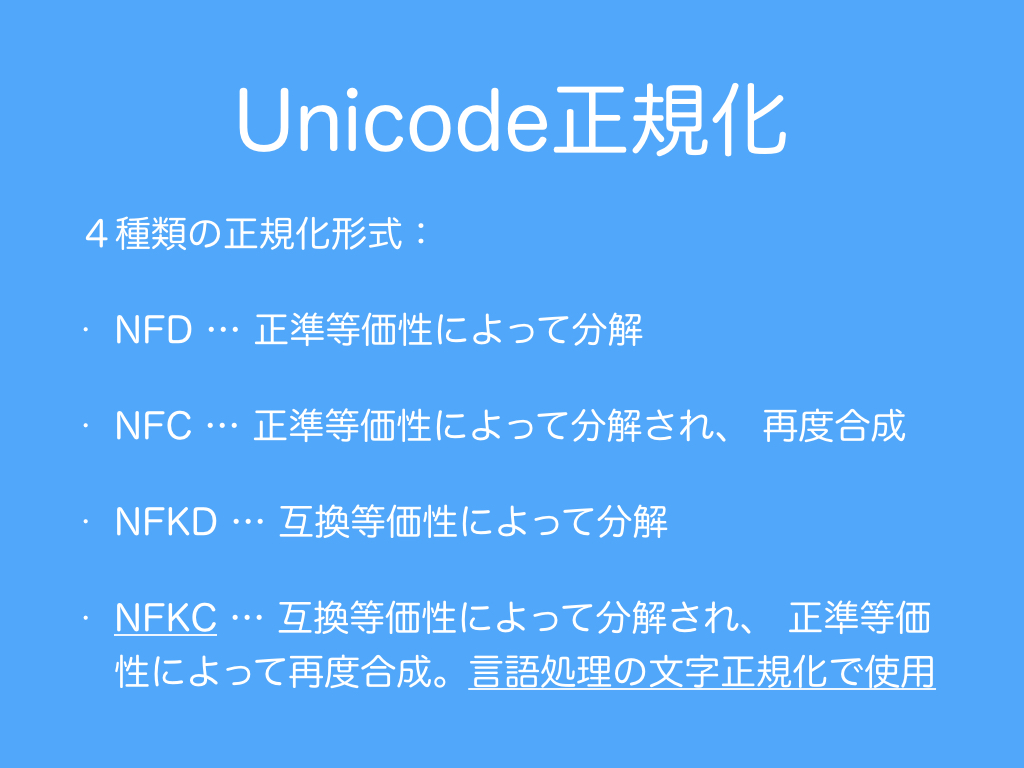 Unicode正規化
４種類の正規化形式：
· NFD … 正準等価性によって分解
· NFC … 正準等価性によって分解され、 再度合成
· NFKD … 互換等価性によって分解
· NFKC … 互換等価性によって分解され、 正準等価
性によって再度合成。言語処理の文字正規化で使用